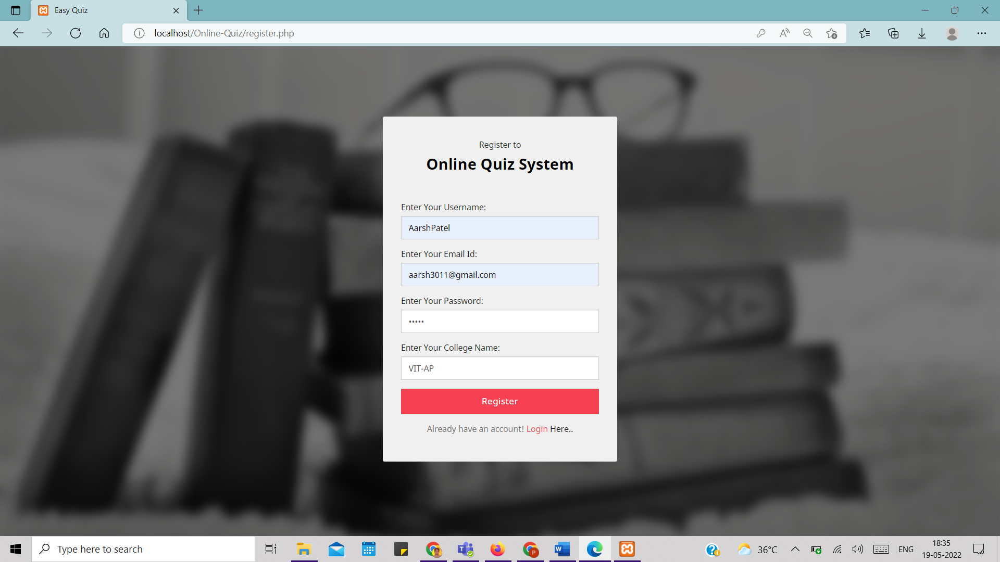 Easy Quiz
localhost/Online-Quiz/register.php
Register to
Online Quiz System
Enter Your Username:
AarshPatel
Enter Your Email Id:
aarsh3011@gmail.com
Enter Your Password:
•••••
Enter Your College Name:
VIT-AP
Register
Already have an account! Login Here..
Type here to search
36°C
ENG
18:35
19-05-2022